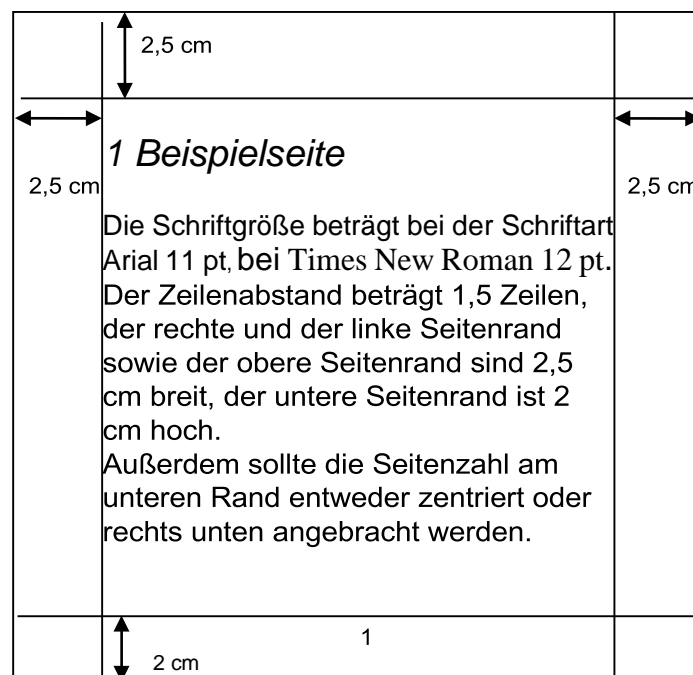 2,5 cm
1 Beispielseite
2,5 cm
2,5 cm
Die Schriftgröße beträgt bei der Schriftart
Arial 11 pt, bei Times New Roman 12 pt.
Der Zeilenabstand beträgt 1,5 Zeilen,
der rechte und der linke Seitenrand
sowie der obere Seitenrand sind 2,5
cm breit, der untere Seitenrand ist 2
cm hoch.
Außerdem sollte die Seitenzahl am
unteren Rand entweder zentriert oder
rechts unten angebracht werden.
1
2 cm